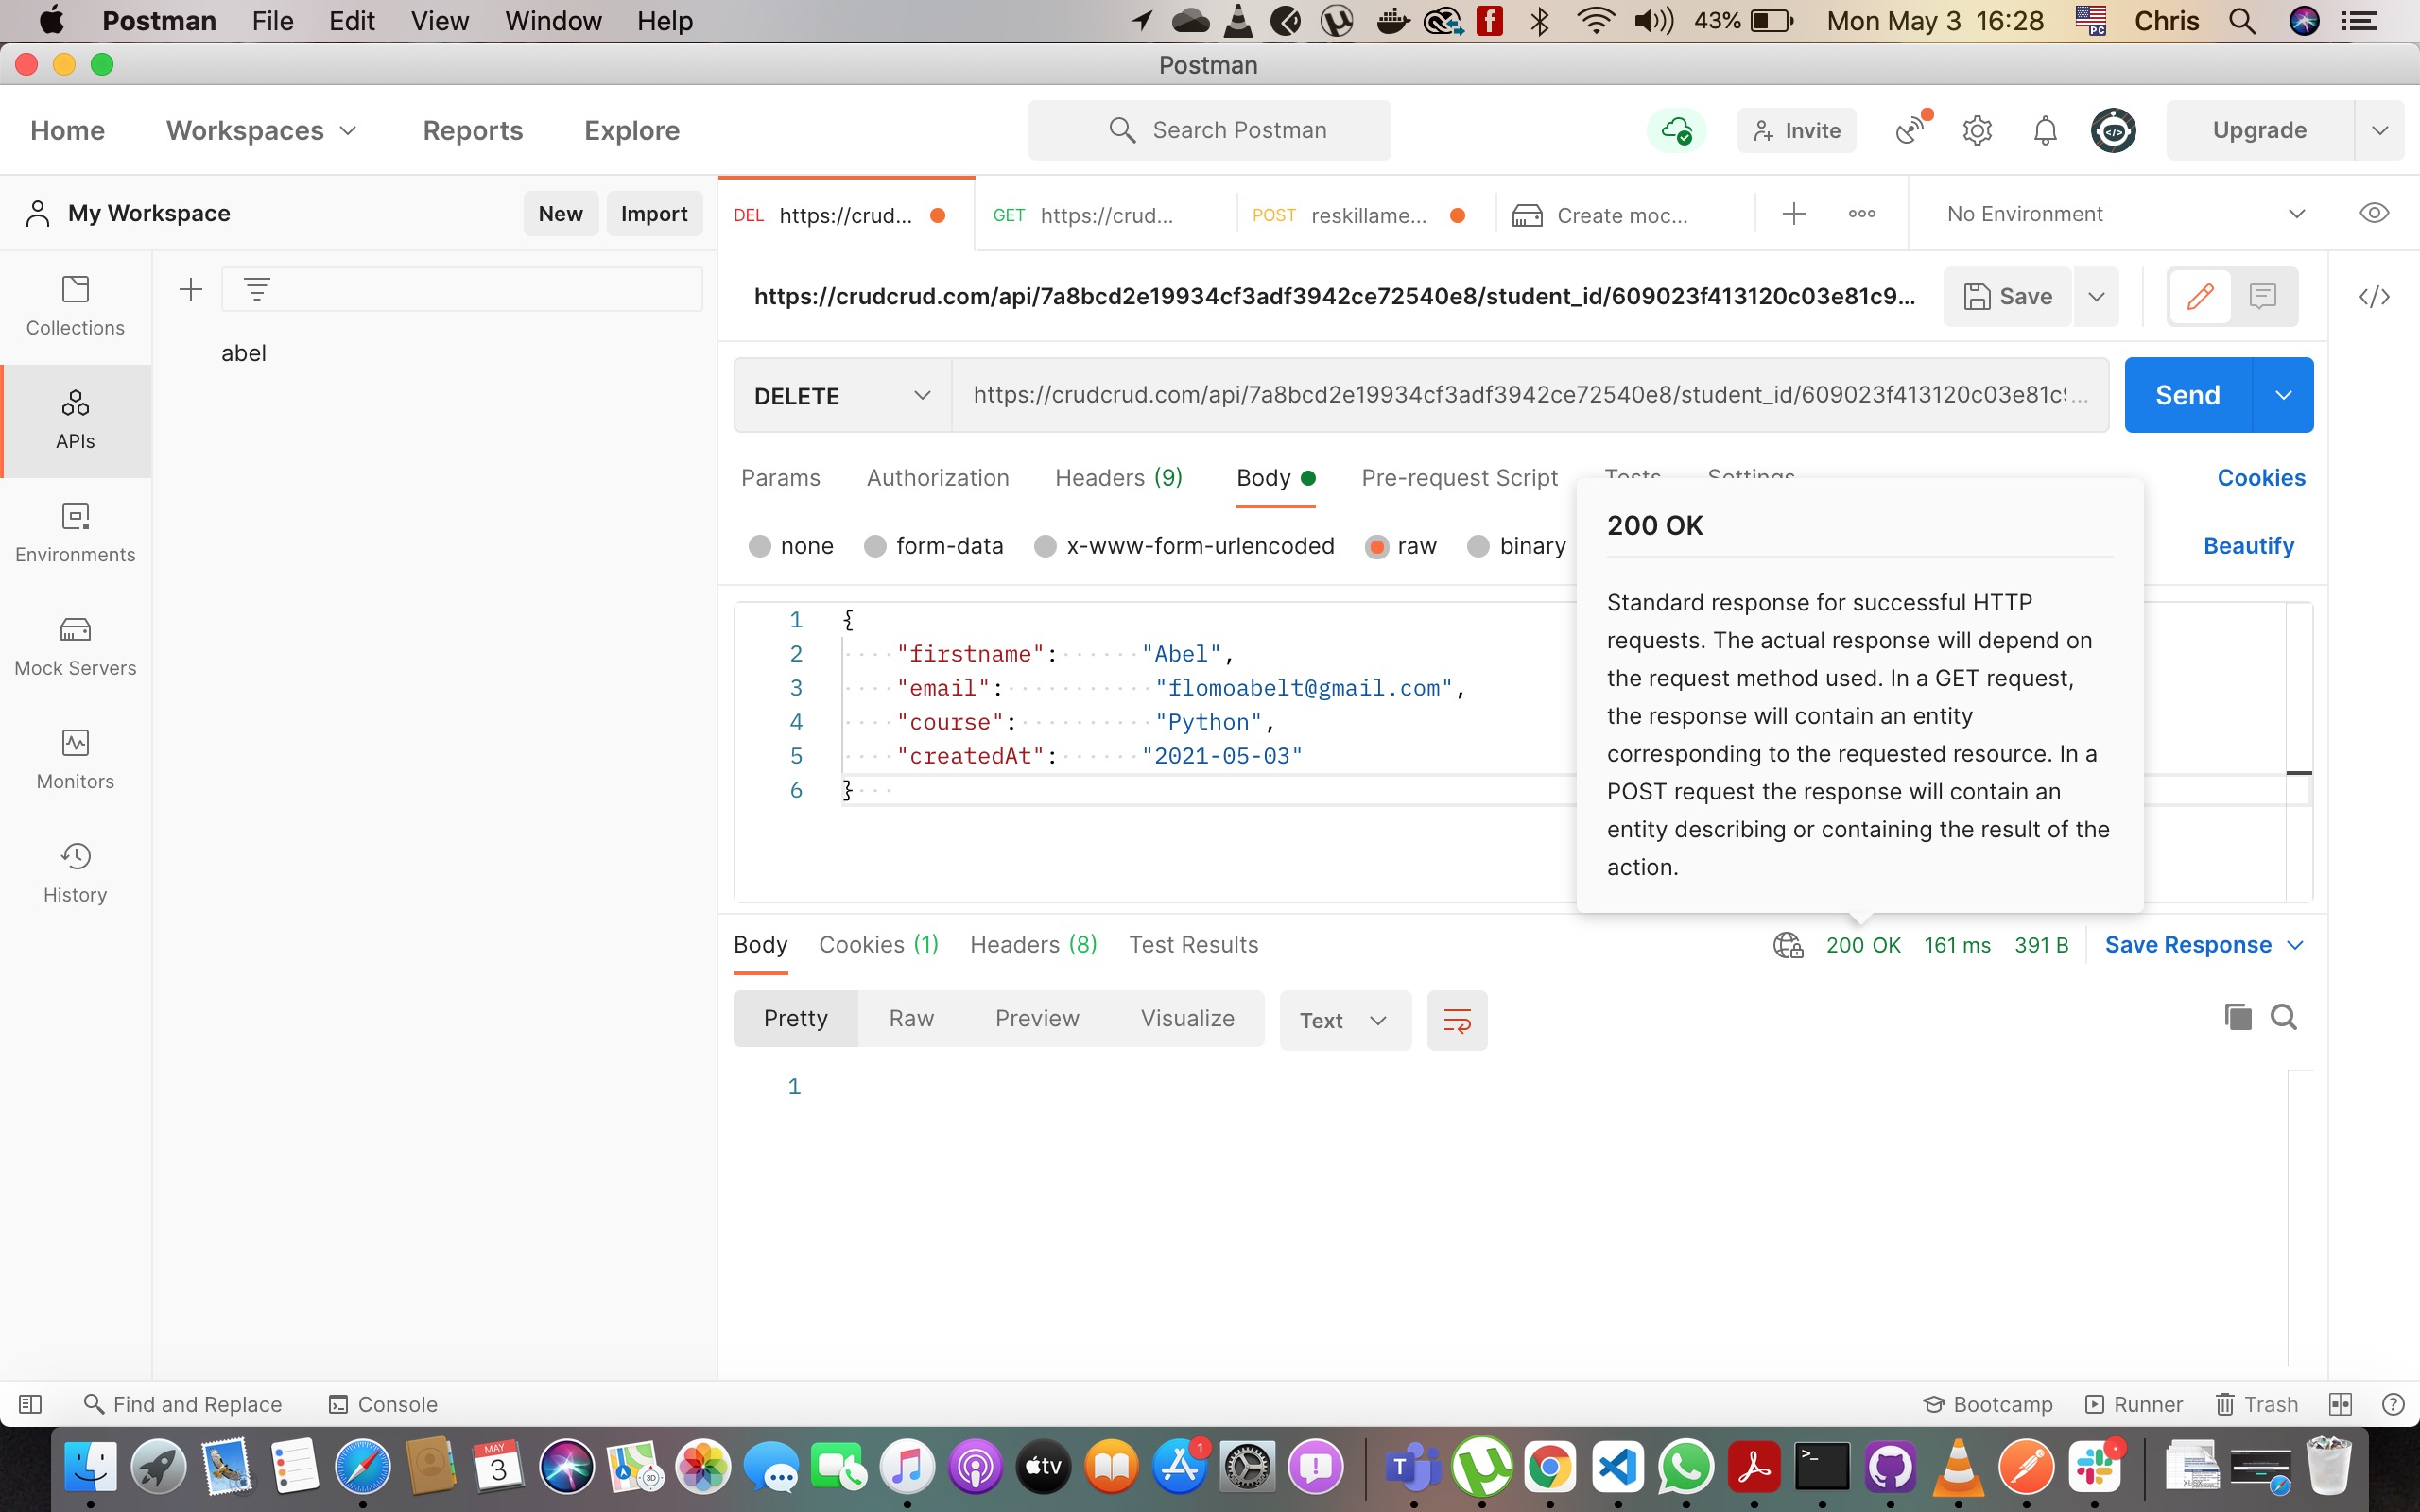 Postman File Edit View Window Help 43% Mon May 3 16:28 Chris
Postman
Home Workspaces Reports Explore Search Postman Invite Upgrade
My Workspace New Import
DEL https://crud... GET https://crud... POST reskillame... Create moc... No Environment
Collections
APIs
Environments
Mock Servers
Monitors
History
abel
https://crudcrud.com/api/7a8bcd2e19934cf3adf3942ce72540e8/student_id/609023f413120c03e81c9... Save
DELETE https://crudcrud.com/api/7a8bcd2e19934cf3adf3942ce72540e8/student_id/609023f413120c03e81c9... Send
Params Authorization Headers (9) Body Pre-request Script Tests Settings Cookies
none form-data x-www-form-urlencoded raw binary Beautify
1 {
2 "firstname": "Abel",
3 "email": "flomoabelt@gmail.com",
4 "course": "Python",
5 "createdAt": "2021-05-03"
6 }
200 OK
Standard response for successful HTTP
requests. The actual response will depend on
the request method used. In a GET request,
the response will contain an entity
corresponding to the requested resource. In a
POST request the response will contain an
entity describing or containing the result of the
action.
Body Cookies (1) Headers (8) Test Results 200 OK 161 ms 391 B Save Response
Pretty Raw Preview Visualize Text
1
Find and Replace Console Bootcamp Runner Trash
MAY
3
3D
tv
1
T
XLSX